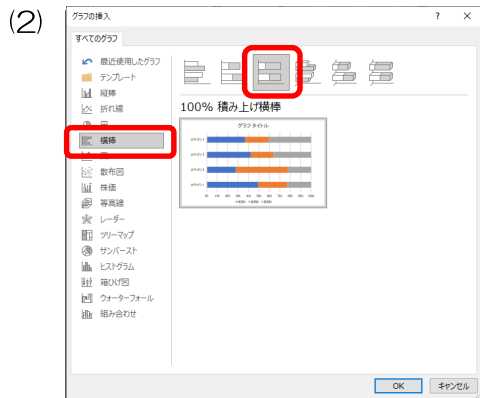 (2)
グラフの挿入
? ×
すべてのグラフ
最近使用したグラフ
テンプレート
縦棒
折れ線
円
横棒
散布図
株価
等高線
レーダー
ツリーマップ
サンバースト
ヒストグラム
箱ひげ図
ウォーターフォール
組み合わせ
100% 積み上げ横棒
グラフ タイトル
OK
キャンセル